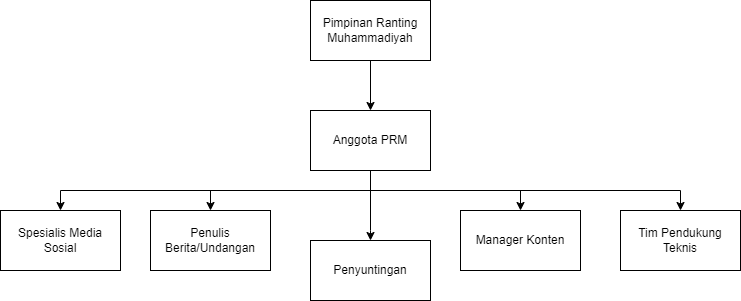 Pimpinan Ranting
Muhammadiyah
Anggota PRM
Spesialis Media
Sosial
Penulis
Berita/Undangan
Penyuntingan
Manager Konten
Tim Pendukung
Teknis